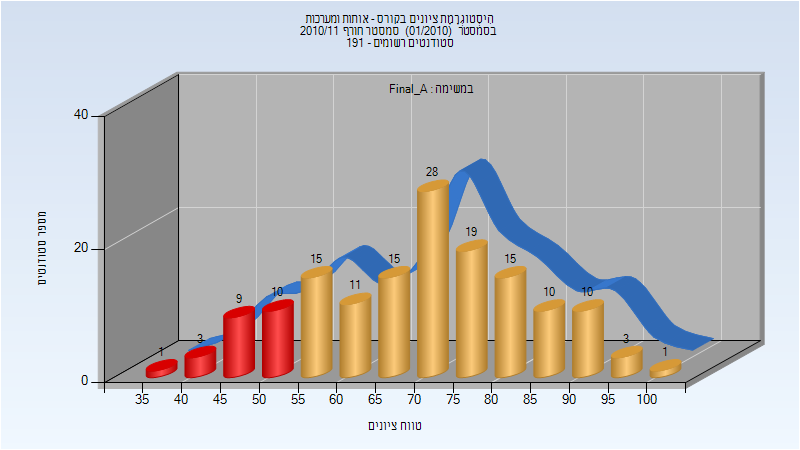 היסטוגרמת ציונים בקורס - אותות ומערכות
בסמסטר (01/2010) סמסטר חורף 2010/11
סטודנטים רשומים - 191
במשימה : Final_A
מספר סטודנטים
40
20
0
1
3
9
10
15
11
15
28
19
15
10
10
3
1
35 40 45 50 55 60 65 70 75 80 85 90 95 100
טווח ציונים